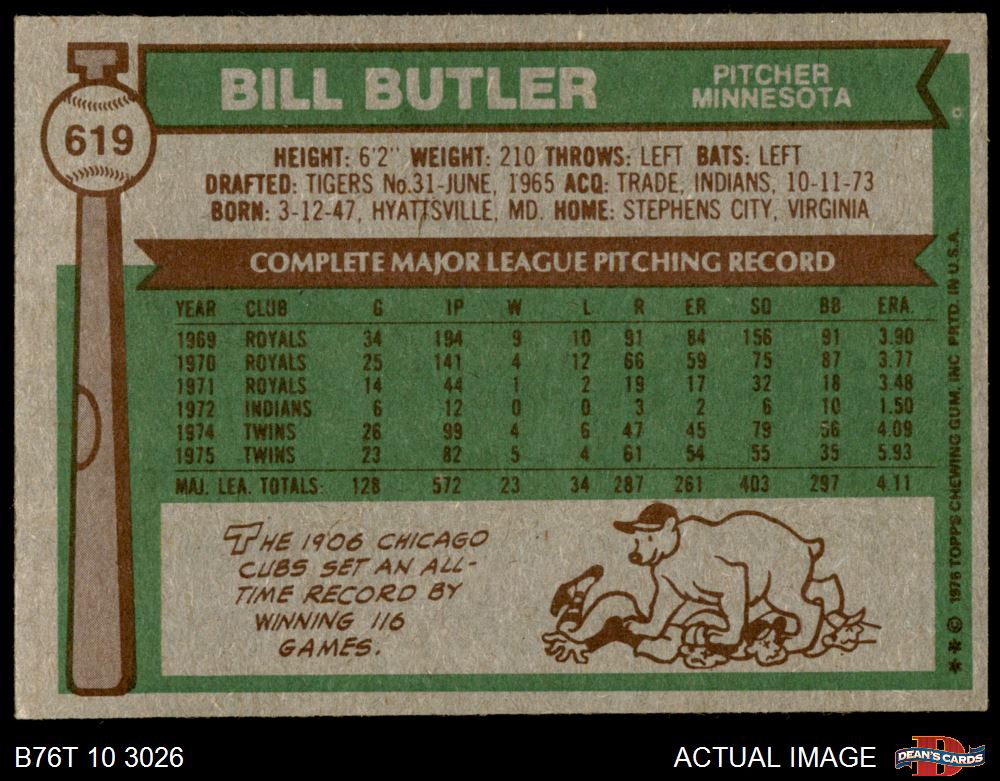 BILL BUTLER
PITCHER
MINNESOTA
619
HEIGHT: 6'2" WEIGHT: 210 THROWS: LEFT BATS: LEFT
DRAFTED: TIGERS No.31-JUNE, 1965 ACQ: TRADE, INDIANS, 10-11-73
BORN: 3-12-47, HYATTSVILLE, MD. HOME: STEPHENS CITY, VIRGINIA
COMPLETE MAJOR LEAGUE PITCHING RECORD
YEAR CLUB G IP W L R ER SO BB ERA.
1969 ROYALS 34 194 9 10 91 84 156 91 3.90
1970 ROYALS 25 141 4 12 66 59 75 87 3.77
1971 ROYALS 14 44 1 2 19 17 32 18 3.48
1972 INDIANS 6 12 0 0 3 2 6 10 1.50
1974 TWINS 26 99 4 6 47 45 79 56 4.09
1975 TWINS 23 82 5 4 61 54 55 35 5.93
MAJ. LEA. TOTALS: 128 572 23 34 287 261 403 297 4.11
THE 1906 CHICAGO
CUBS SET AN ALL-
TIME RECORD BY
WINNING 116
GAMES.
** © 1976 TOPPS CHEWING GUM, INC PRTD. IN U.S.A.
B76T 10 3026
ACTUAL IMAGE
D
DEAN'S CARDS